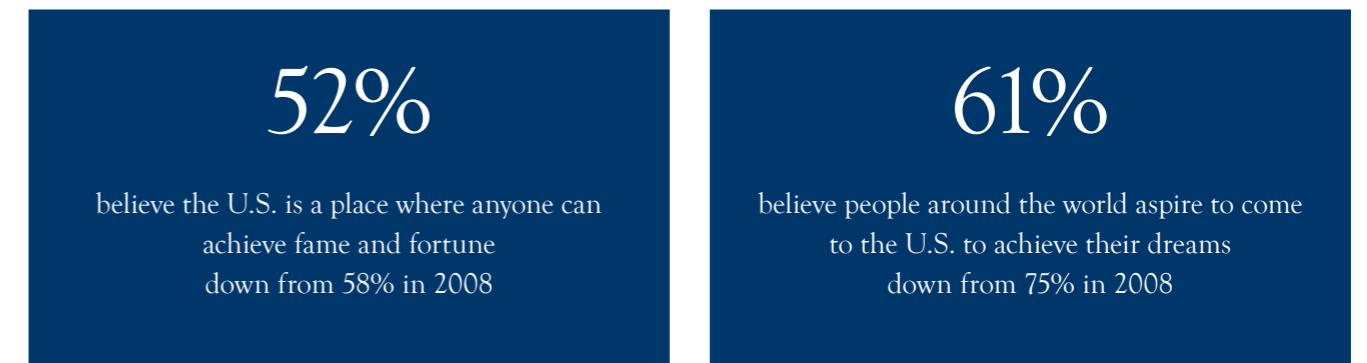 52%
believe the U.S. is a place where anyone can
achieve fame and fortune
down from 58% in 2008
61%
believe people around the world aspire to come
to the U.S. to achieve their dreams
down from 75% in 2008